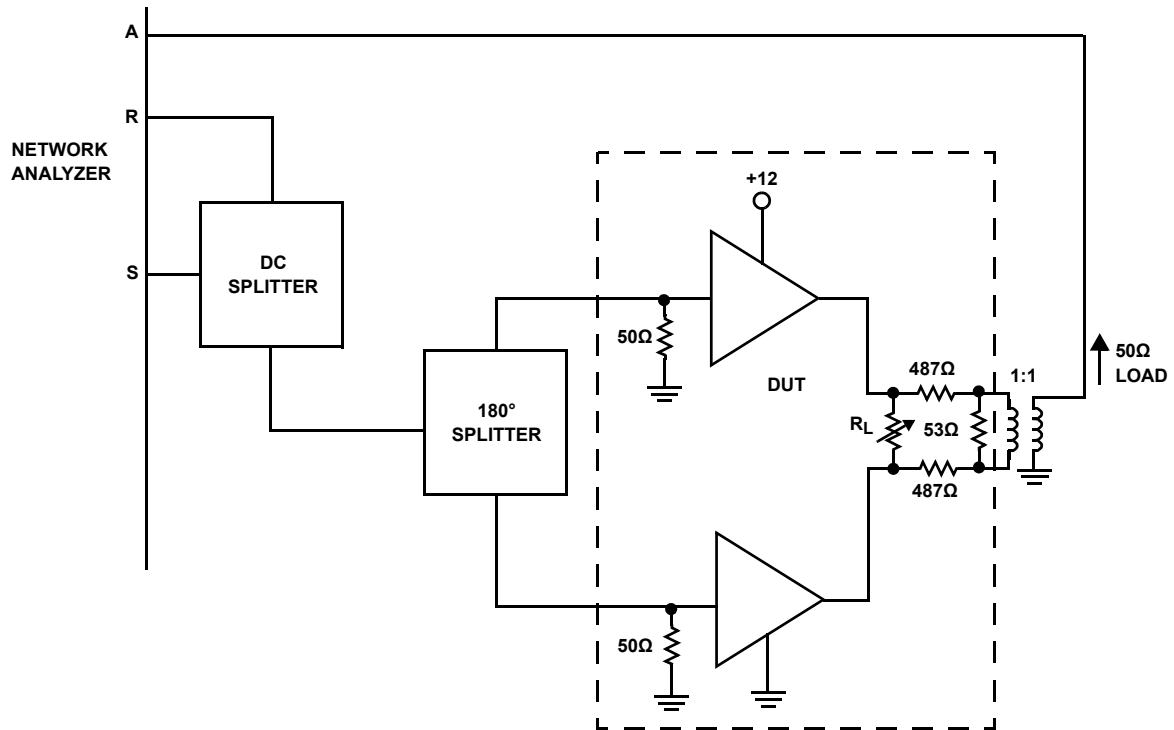 A
R
NETWORK
ANALYZER
S
DC
SPLITTER
180°
SPLITTER
+12
50Ω
DUT
487Ω
1:1
50Ω
LOAD
RL
53Ω
487Ω
50Ω